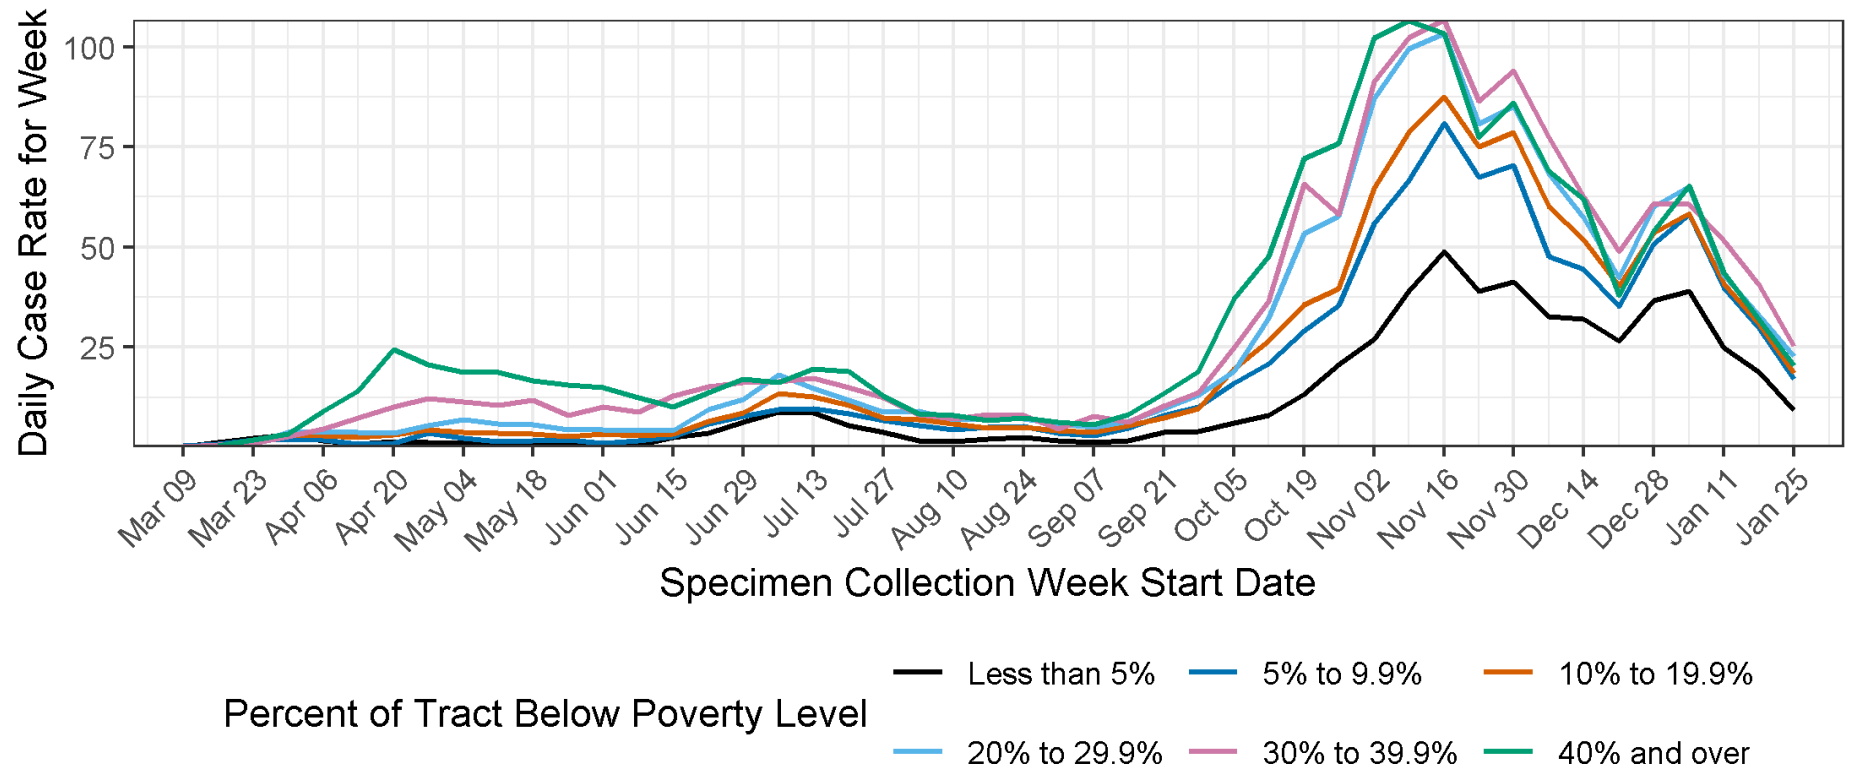 Daily Case Rate for Week
100
75
50
25
Mar 09
Mar 23
Apr 06
Apr 20
May 04
May 18
Jun 01
Jun 15
Jun 29
Jul 13
Jul 27
Aug 10
Aug 24
Sep 07
Sep 21
Oct 05
Oct 19
Nov 02
Nov 16
Nov 30
Dec 14
Dec 28
Jan 11
Jan 25
Specimen Collection Week Start Date
Percent of Tract Below Poverty Level
Less than 5%
5% to 9.9%
10% to 19.9%
20% to 29.9%
30% to 39.9%
40% and over